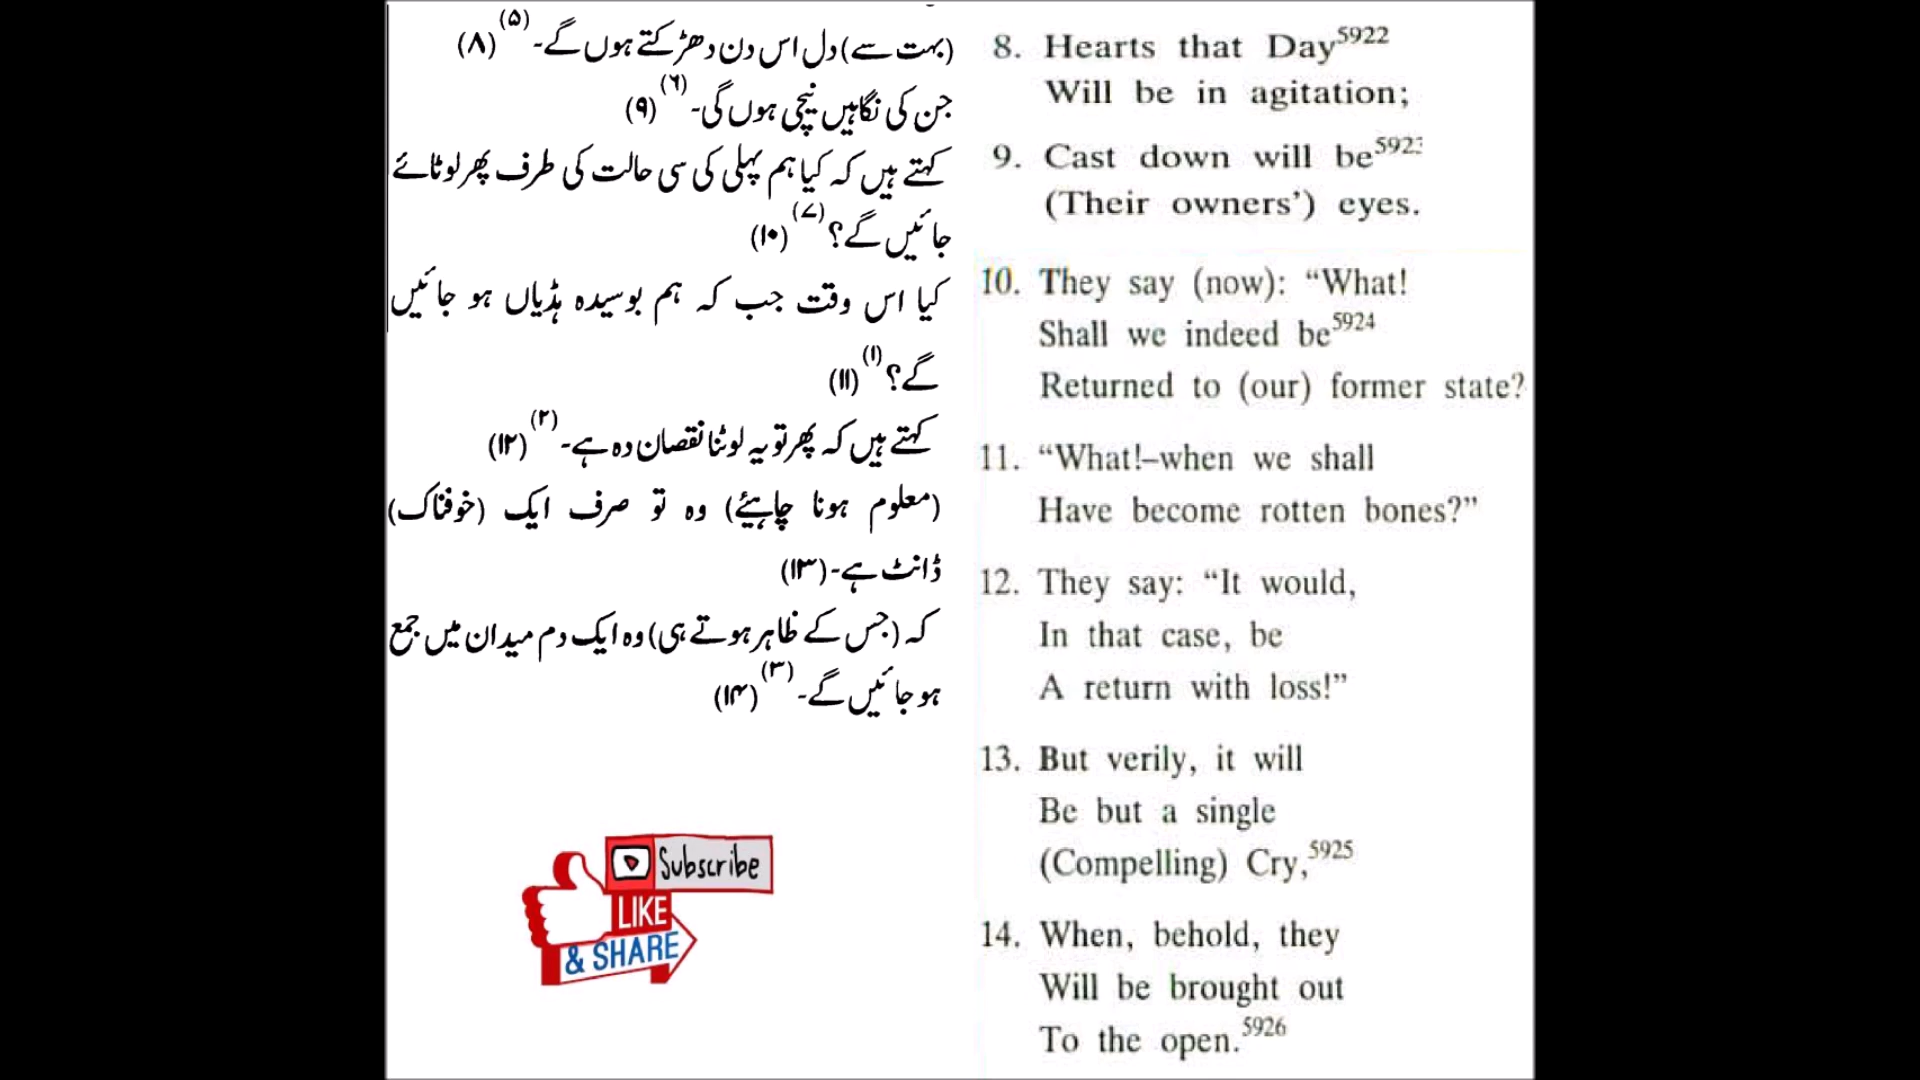 (بہت سے) دل اس دن دھڑکتے ہوں گے۔(۵) (۸)
جن کی نگاہیں نیچی ہوں گی۔(۶) (۹)
کہتے ہیں کہ کیا ہم پہلی کی سی حالت کی طرف پھر لوٹائے
جائیں گے؟(۷) (۱۰)
کیا اس وقت جب کہ ہم بوسیدہ ہڈیاں ہو جائیں
گے؟(۱) (۱۱)
کہتے ہیں کہ پھر تو یہ لوٹنا نقصان دہ ہے۔(۲) (۱۲)
(معلوم ہونا چاہیئے) وہ تو صرف ایک (خوفناک)
ڈانٹ ہے۔ (۱۳)
کہ (جس کے ظاہر ہوتے ہی) وہ ایک دم میدان میں جمع
ہو جائیں گے۔(۳) (۱۴)
Subscribe
LIKE
& SHARE
8. Hearts that Day5922
Will be in agitation;
9. Cast down will be5923
(Their owners') eyes.
10. They say (now): “What!
Shall we indeed be5924
Returned to (our) former state?
11. “What!–when we shall
Have become rotten bones?”
12. They say: “It would,
In that case, be
A return with loss!”
13. But verily, it will
Be but a single
(Compelling) Cry,5925
14. When, behold, they
Will be brought out
To the open.5926